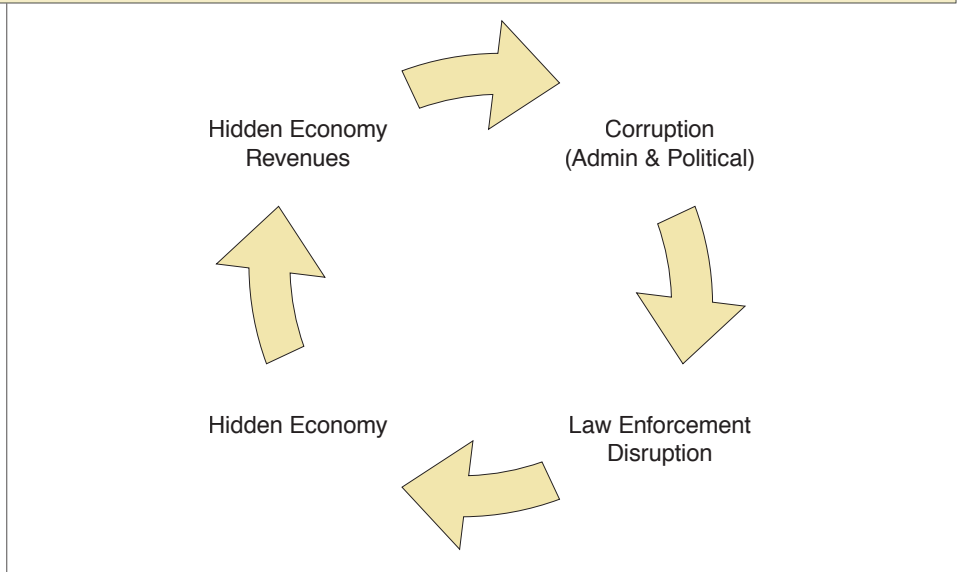 Hidden Economy
Revenues
Corruption
(Admin & Political)
Hidden Economy
Law Enforcement
Disruption